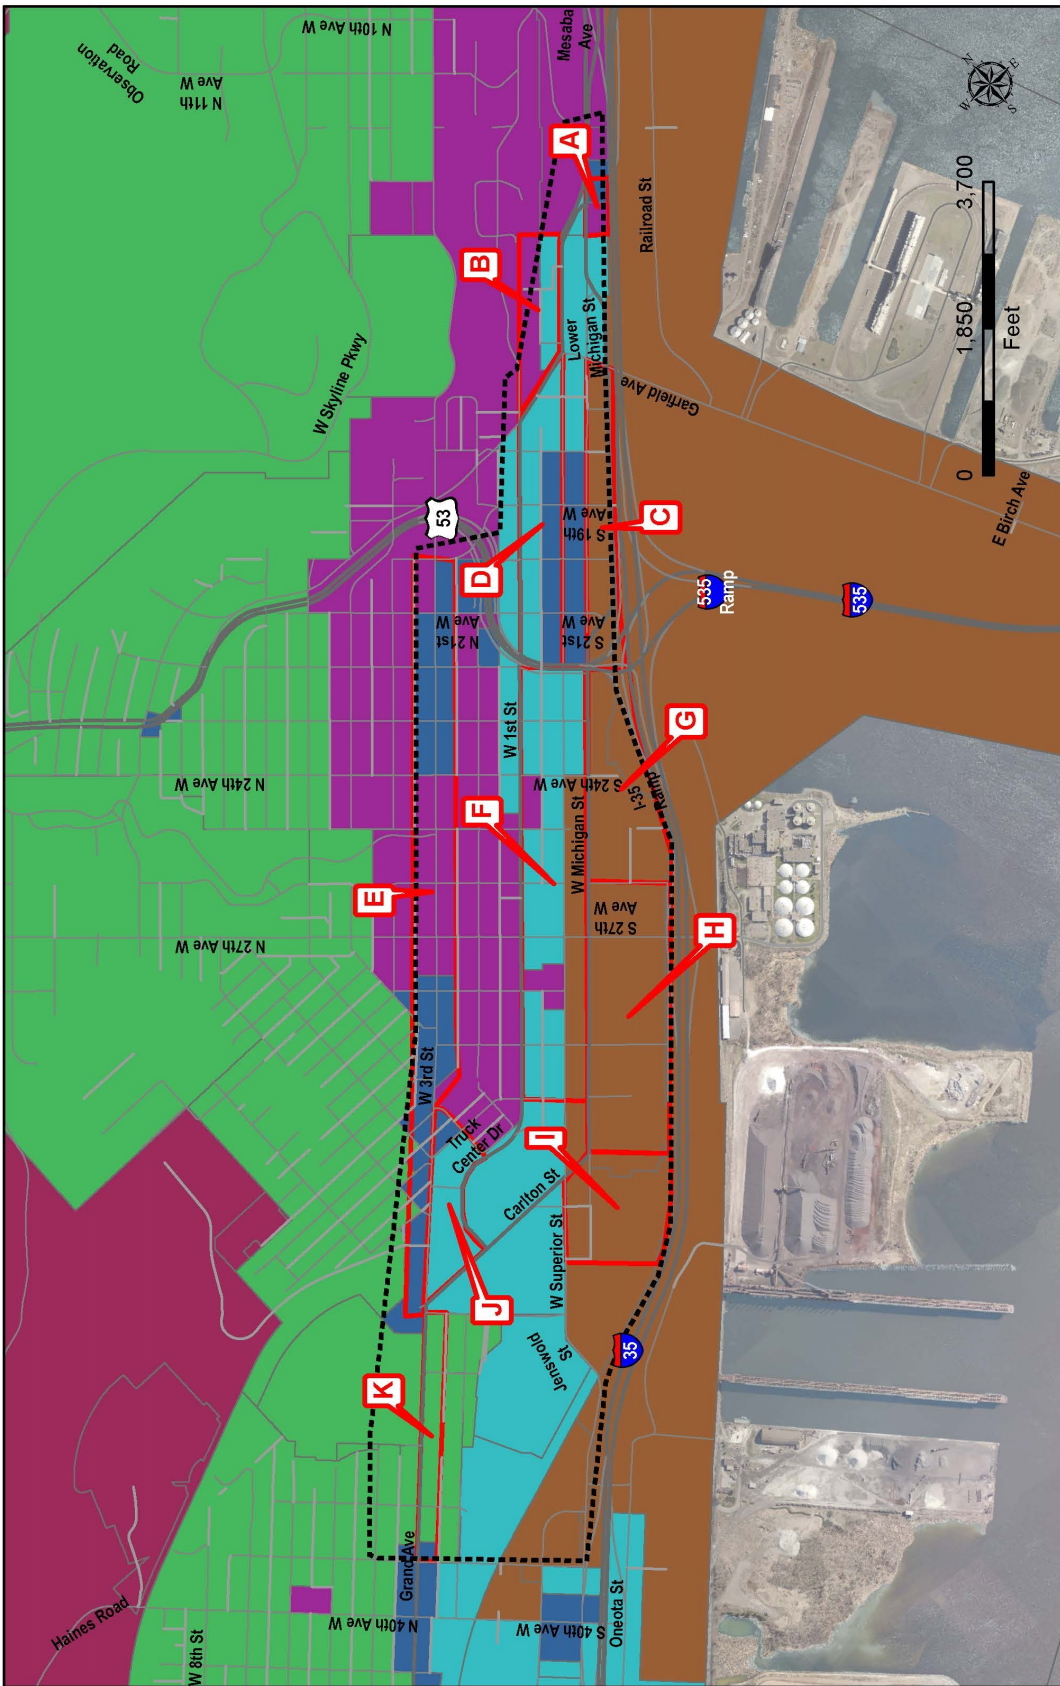 N 10th Ave W
Mesaba
Ave
Observation
Road
N 11th
Ave W
W Skyline Pkwy
A
B
Lower
Michigan St
Railroad St
Garfield Ave
0 1,850 3,700
Feet
N
E
S
W
53
D
S 19th
Ave W
C
E Birch Ave
N 21st
Ave W
S 21st
Ave W
535
Ramp
535
W 1st St
N 24th Ave W
S 24th Ave W
I-35
Ramp
G
F
W Michigan St
E
N 27th Ave W
S 27th
Ave W
H
W 3rd St
Truck
Center Dr
I
Carlton St
W Superior St
J
Jenswold
St
35
K
Grand Ave
Haines Road
W 8th St
N 40th Ave W
S 40th Ave W
Oneota St